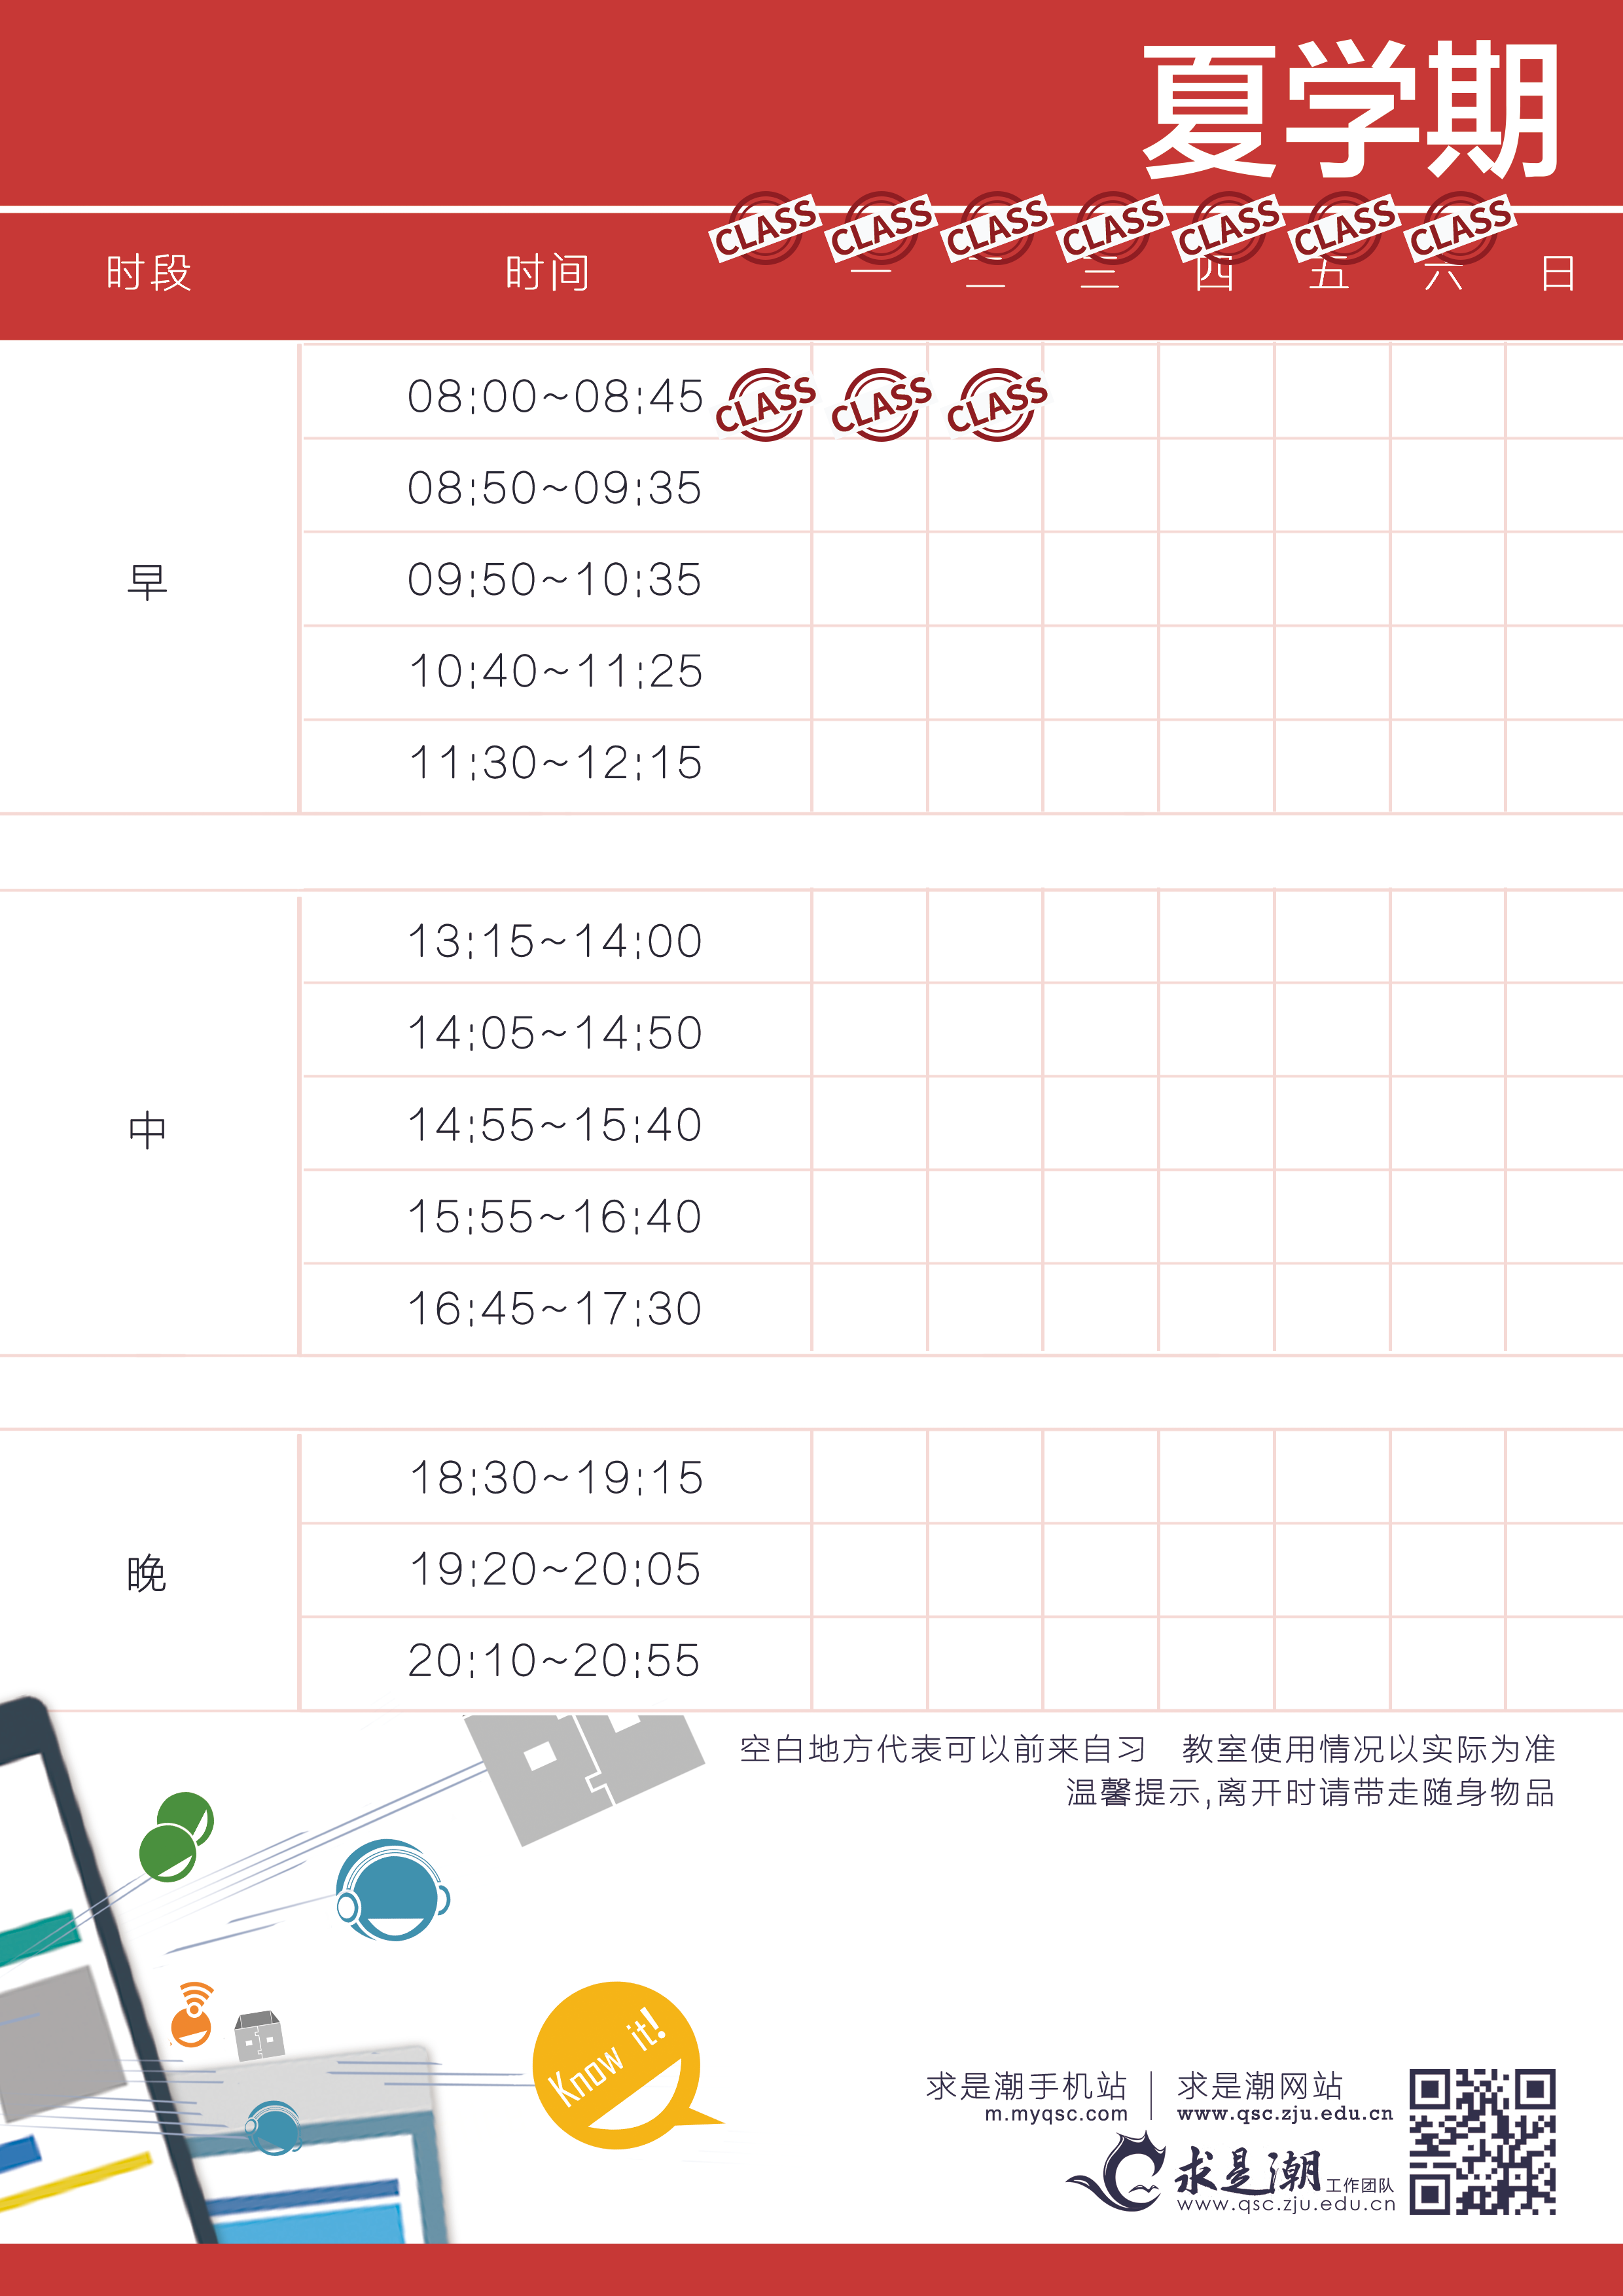 夏学期
CLASS CLASS CLASS CLASS CLASS CLASS CLASS
时段 时间 一 二 三 四 五 六 日
08:00~08:45 CLASS CLASS CLASS
08:50~09:35
早 09:50~10:35
10:40~11:25
11:30~12:15
13:15~14:00
14:05~14:50
中 14:55~15:40
15:55~16:40
16:45~17:30
18:30~19:15
晚 19:20~20:05
20:10~20:55
空白地方代表可以前来自习 教室使用情况以实际为准
温馨提示,离开时请带走随身物品
Know it!
求是潮手机站 求是潮网站
m.myqsc.com www.qsc.zju.edu.cn
求是潮 工作团队
www.qsc.zju.edu.cn